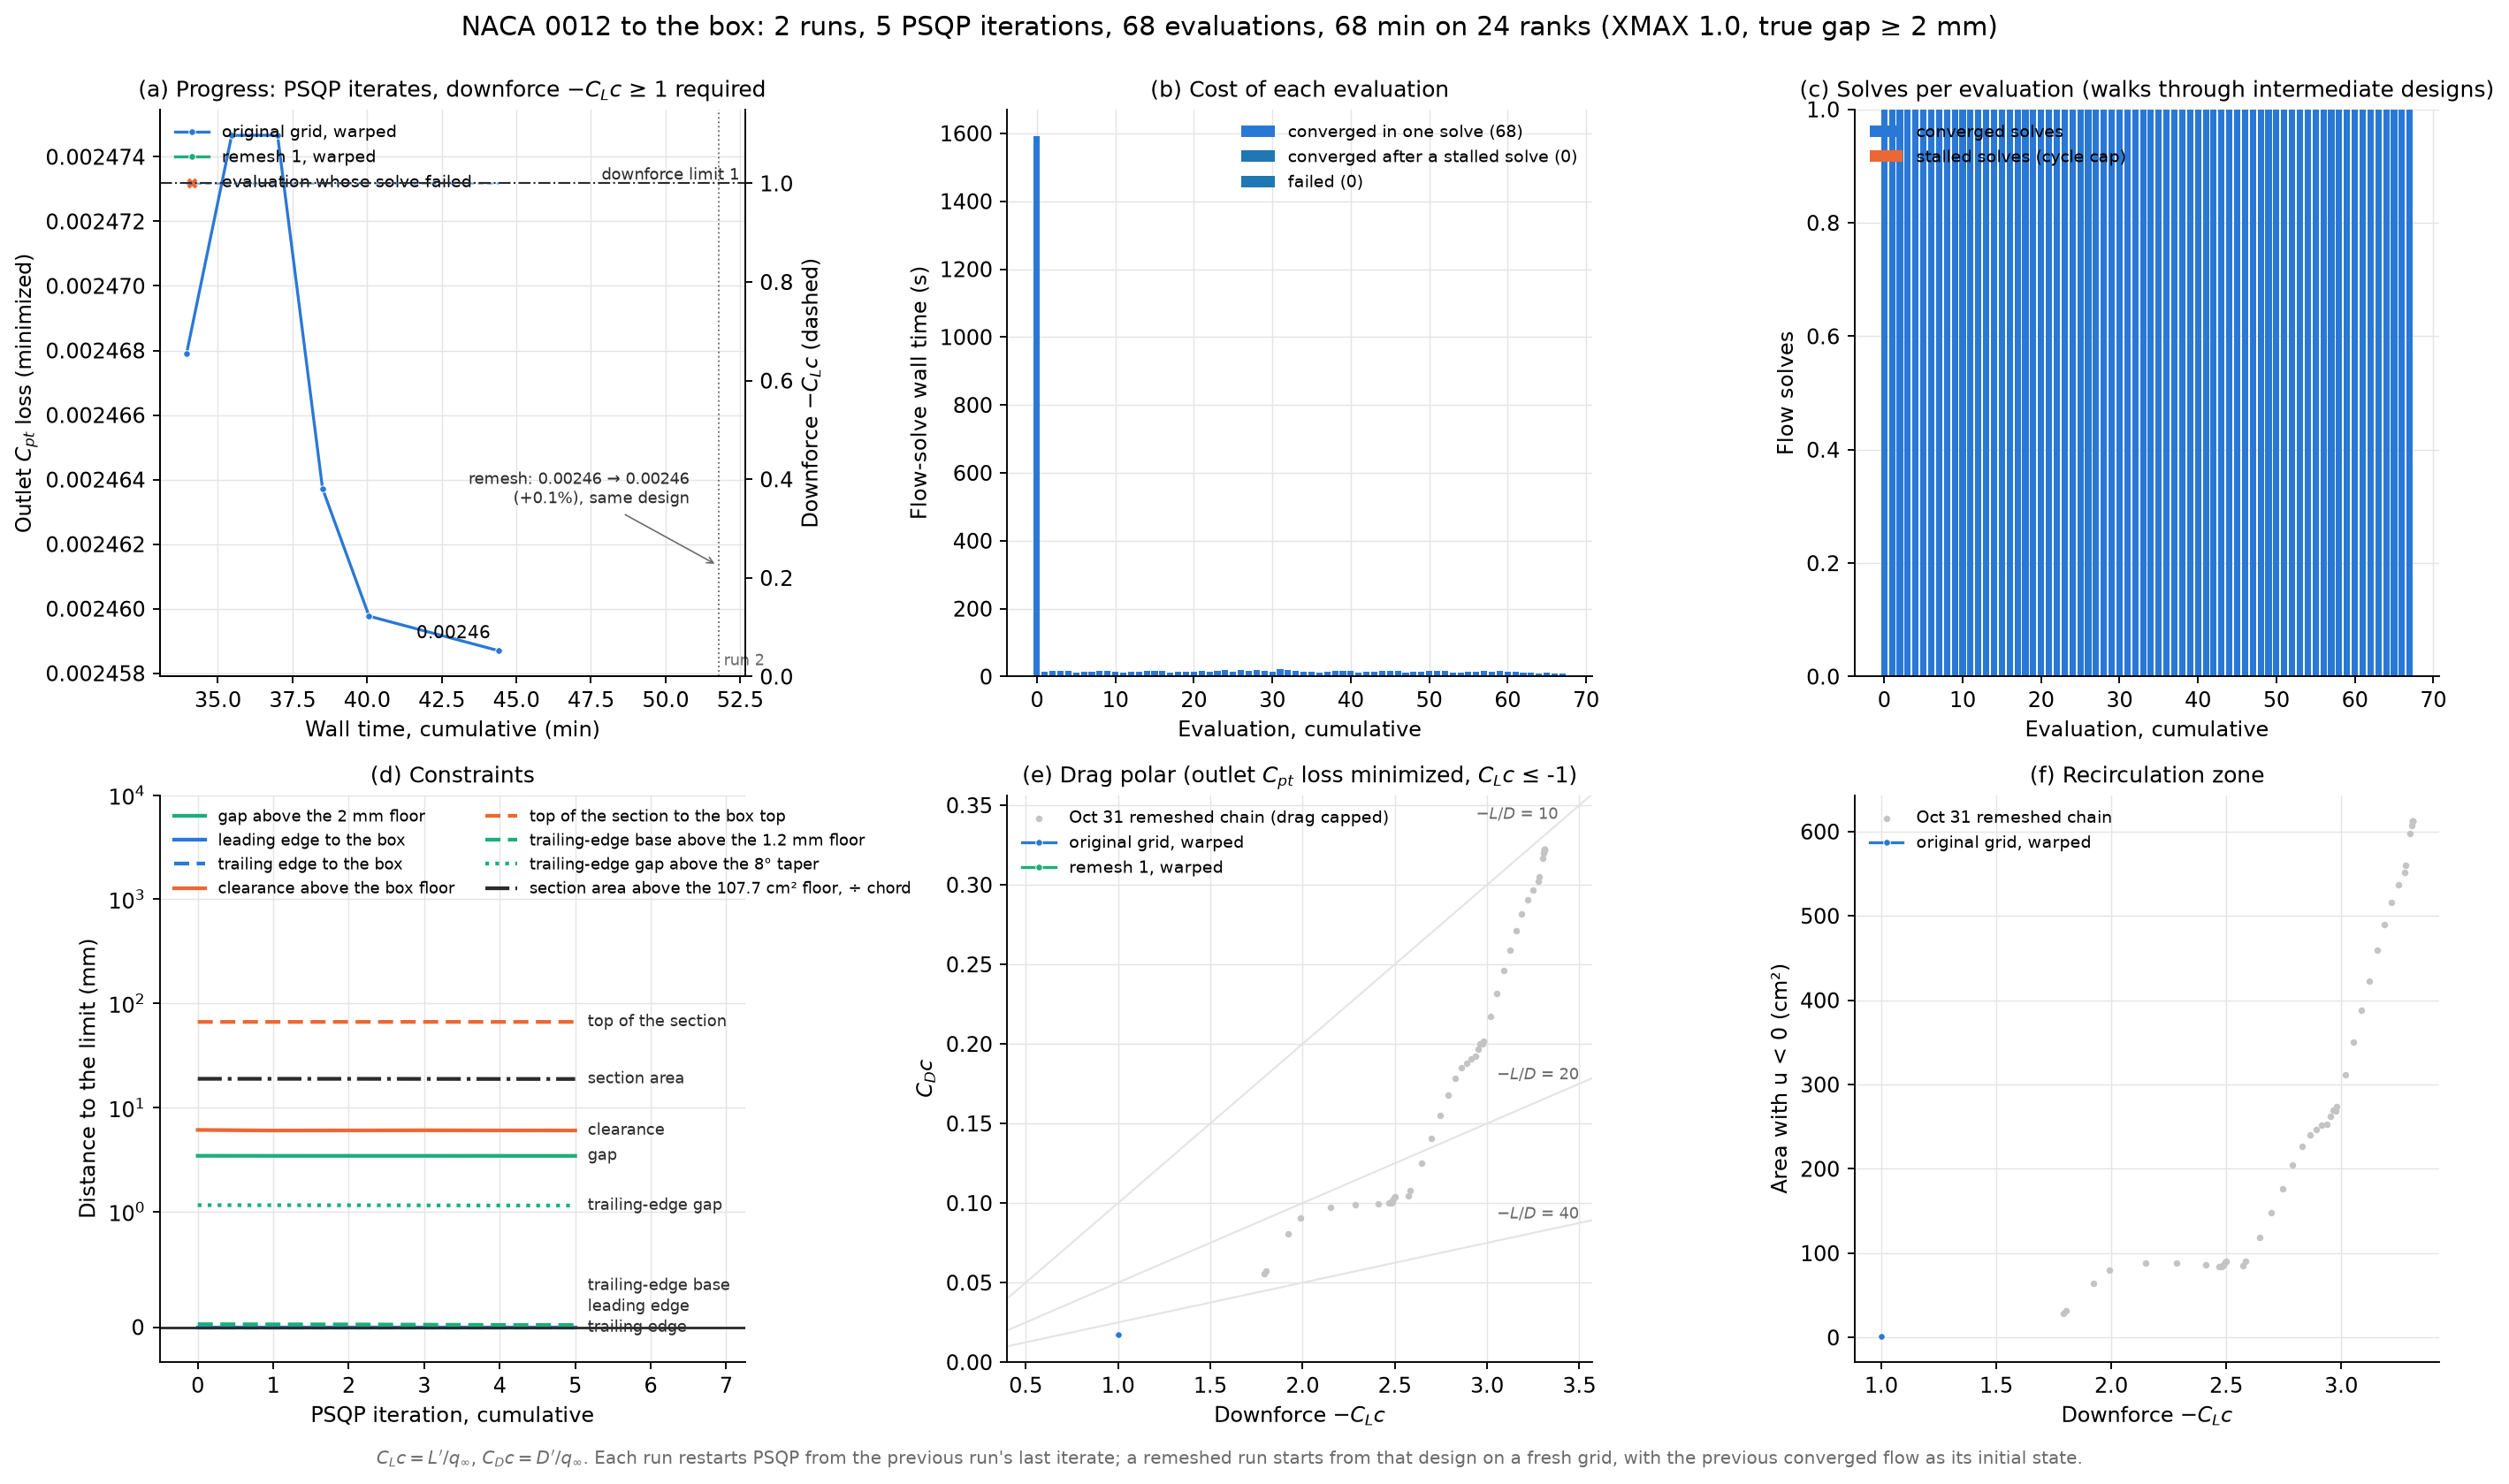 NACA 0012 to the box: 2 runs, 5 PSQP iterations, 68 evaluations, 68 min on 24 ranks (XMAX 1.0, true gap ≥ 2 mm)
(a) Progress: PSQP iterates, downforce −C_Lc ≥ 1 required
original grid, warped
remesh 1, warped
evaluation whose solve failed
downforce limit 1
remesh: 0.00246 → 0.00246
(+0.1%), same design
0.00246
run 2
0.002474
0.002472
0.002470
0.002468
0.002466
0.002464
0.002462
0.002460
0.002458
Outlet C_pt loss (minimized)
1.0
0.8
0.6
0.4
0.2
0.0
Downforce −C_Lc (dashed)
35.0 37.5 40.0 42.5 45.0 47.5 50.0 52.5
Wall time, cumulative (min)
(b) Cost of each evaluation
converged in one solve (68)
converged after a stalled solve (0)
failed (0)
1600
1400
1200
1000
800
600
400
200
0
Flow-solve wall time (s)
0 10 20 30 40 50 60 70
Evaluation, cumulative
(c) Solves per evaluation (walks through intermediate designs)
converged solves
stalled solves (cycle cap)
1.0
0.8
0.6
0.4
0.2
0.0
Flow solves
0 10 20 30 40 50 60 70
Evaluation, cumulative
(d) Constraints
gap above the 2 mm floor
leading edge to the box
trailing edge to the box
clearance above the box floor
top of the section to the box top
trailing-edge base above the 1.2 mm floor
trailing-edge gap above the 8° taper
section area above the 107.7 cm² floor, ÷ chord
top of the section
section area
clearance
gap
trailing-edge gap
trailing-edge base
leading edge
trailing edge
10⁴
10³
10²
10¹
10⁰
0
Distance to the limit (mm)
0 1 2 3 4 5 6 7
PSQP iteration, cumulative
(e) Drag polar (outlet C_pt loss minimized, C_Lc ≤ -1)
Oct 31 remeshed chain (drag capped)
original grid, warped
remesh 1, warped
−L/D = 10
−L/D = 20
−L/D = 40
0.35
0.30
0.25
0.20
0.15
0.10
0.05
0.00
C_Dc
0.5 1.0 1.5 2.0 2.5 3.0 3.5
Downforce −C_Lc
(f) Recirculation zone
Oct 31 remeshed chain
original grid, warped
600
500
400
300
200
100
0
Area with u < 0 (cm²)
1.0 1.5 2.0 2.5 3.0
Downforce −C_Lc
C_Lc = L′/q∞, C_Dc = D′/q∞. Each run restarts PSQP from the previous run's last iterate; a remeshed run starts from that design on a fresh grid, with the previous converged flow as its initial state.